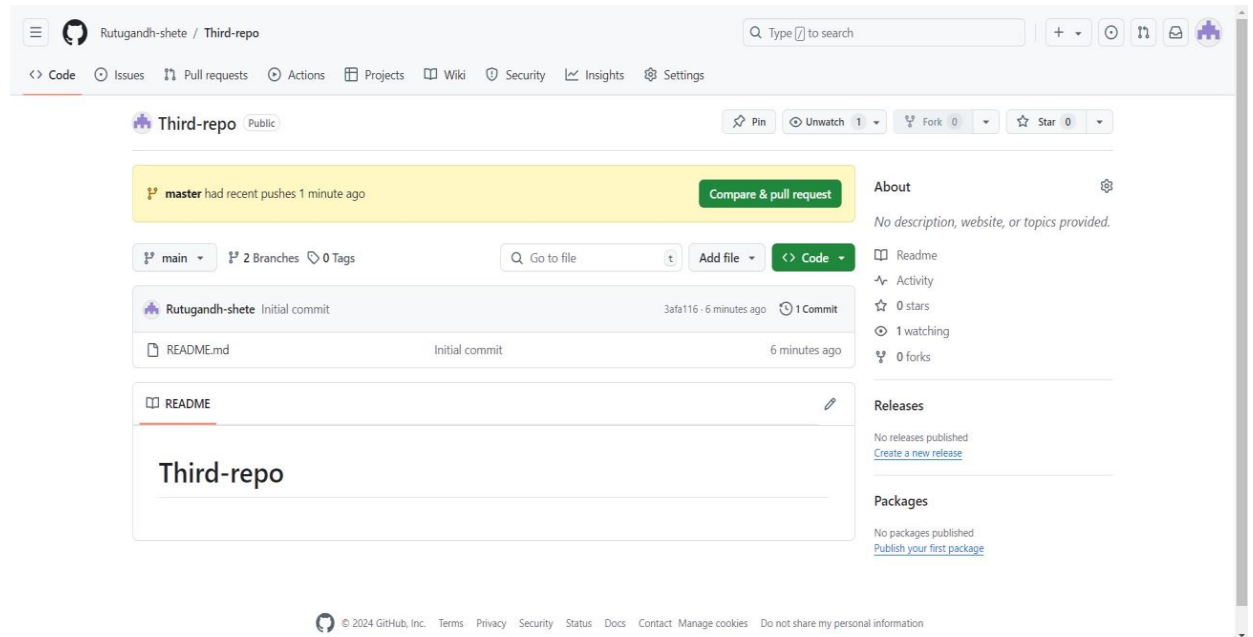 Rutugandh-shete / Third-repo
Type / to search
Code Issues Pull requests Actions Projects Wiki Security Insights Settings
Third-repo Public
Pin Unwatch 1 Fork 0 Star 0
master had recent pushes 1 minute ago
Compare & pull request
main 2 Branches 0 Tags
Go to file t
Add file
Code
Rutugandh-shete Initial commit 3afa116 · 6 minutes ago 1 Commit
README.md Initial commit 6 minutes ago
README
Third-repo
About
No description, website, or topics provided.
Readme
Activity
0 stars
1 watching
0 forks
Releases
No releases published
Create a new release
Packages
No packages published
Publish your first package
© 2024 GitHub, Inc. Terms Privacy Security Status Docs Contact Manage cookies Do not share my personal information